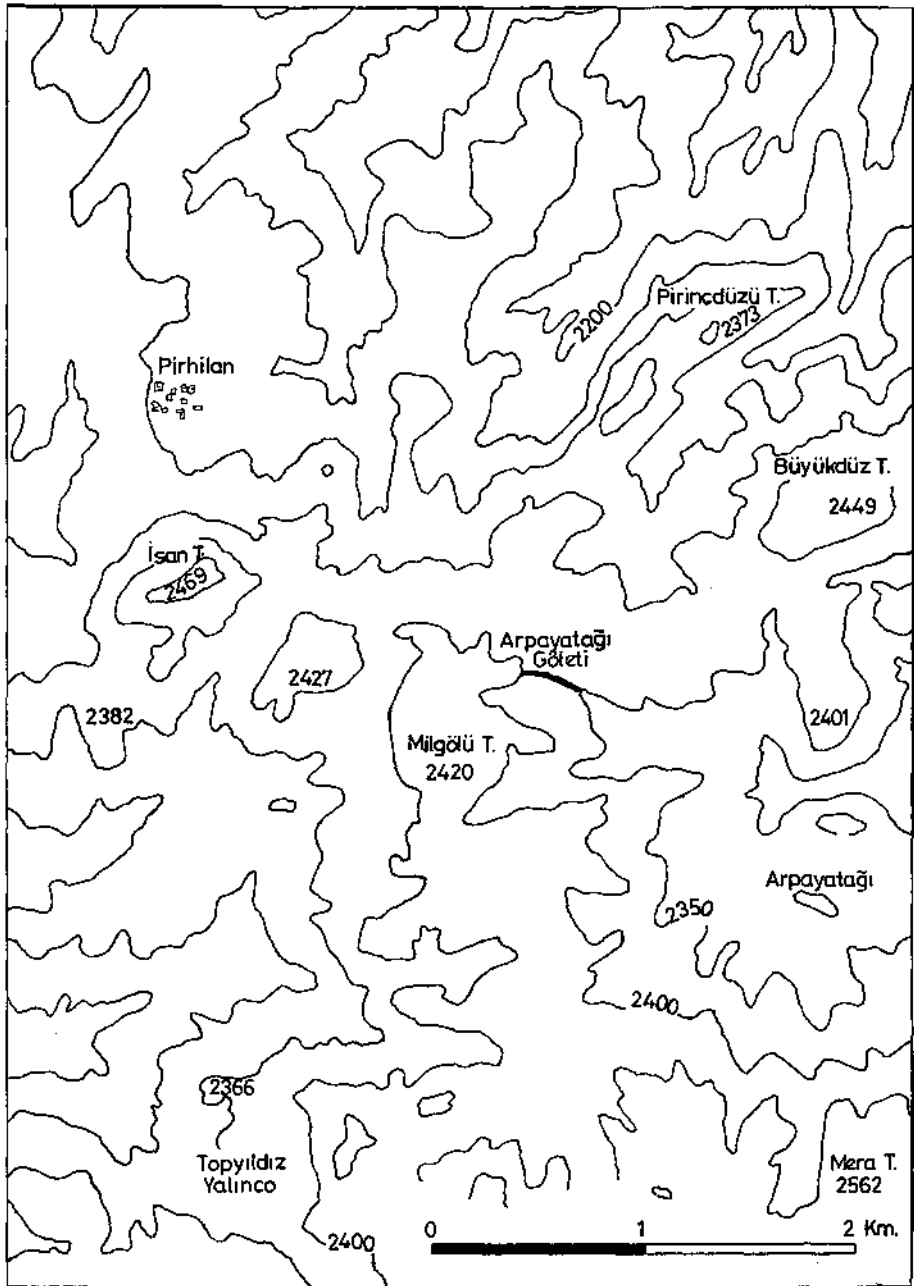 Pirinçdüzü T.
2200
2373
Pirhilan
Büyükdüz T.
2449
İsan T.
2469
Arpayatağı
Göleti
2427
2382
2401
Milgölü T.
2420
Arpayatağı
2350
2400
2366
Topyıldız
Yalınco
Mera T.
2562
0 1 2 Km.
2400